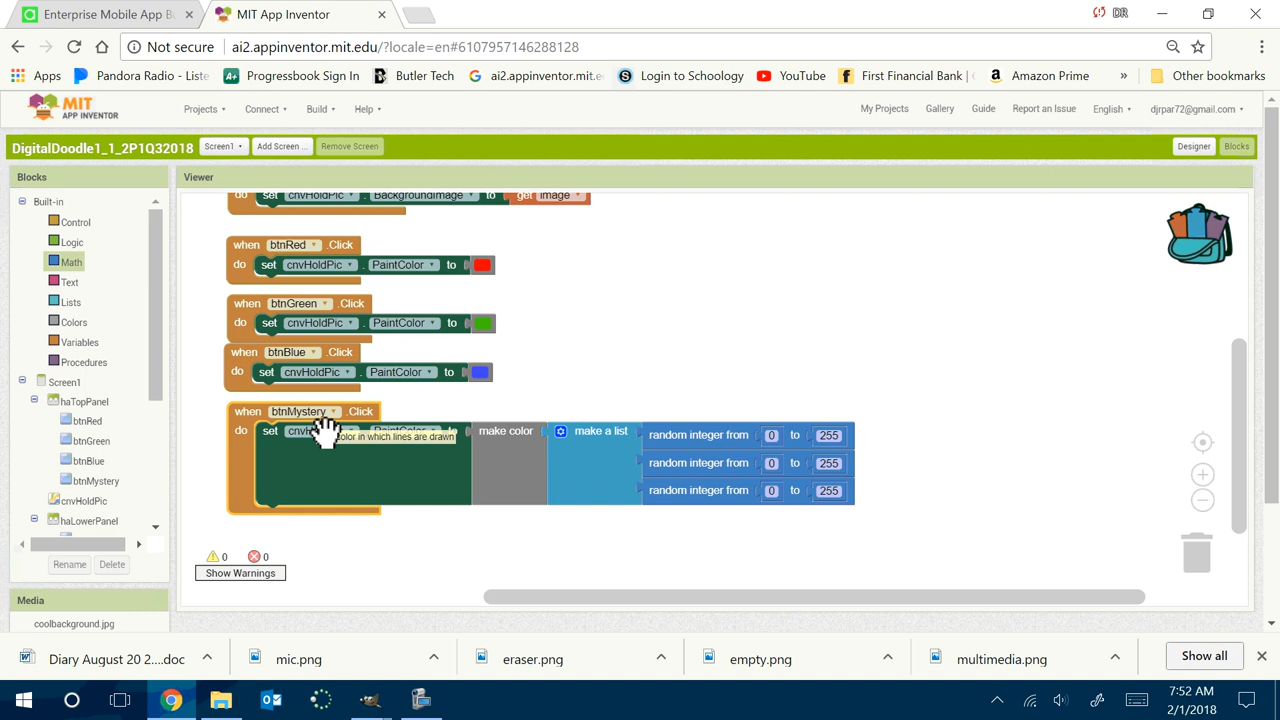 Enterprise Mobile App Bu
MIT App Inventor
DR
Not secure
ai2.appinventor.mit.edu/?locale=en#6107957146288128
Apps
Pandora Radio - Liste
Progressbook Sign In
Butler Tech
ai2.appinventor.mit.e
Login to Schoology
YouTube
First Financial Bank |
Amazon Prime
»
Other bookmarks
MIT
APP INVENTOR
Projects
Connect
Build
Help
My Projects
Gallery
Guide
Report an Issue
English
djrpar72@gmail.com
DigitalDoodle1_1_2P1Q32018
Screen1
Add Screen ...
Remove Screen
Designer
Blocks
Blocks
Viewer
Built-in
Control
Logic
Math
Text
Lists
Colors
Variables
Procedures
Screen1
haTopPanel
btnRed
btnGreen
btnBlue
btnMystery
cnvHoldPic
haLowerPanel
Rename
Delete
Media
coolbackground.jpg
do set cnvHoldPic . BackgroundImage to get image
when btnRed .Click
do set cnvHoldPic . PaintColor to
when btnGreen .Click
do set cnvHoldPic . PaintColor to
when btnBlue .Click
do set cnvHoldPic . PaintColor to
when btnMystery .Click
do set make color make a list random integer from 0 to 255
color in which lines are drawn
random integer from 0 to 255
random integer from 0 to 255
0 0
Show Warnings
Diary August 20 2....doc
mic.png
eraser.png
empty.png
multimedia.png
Show all
7:52 AM
2/1/2018